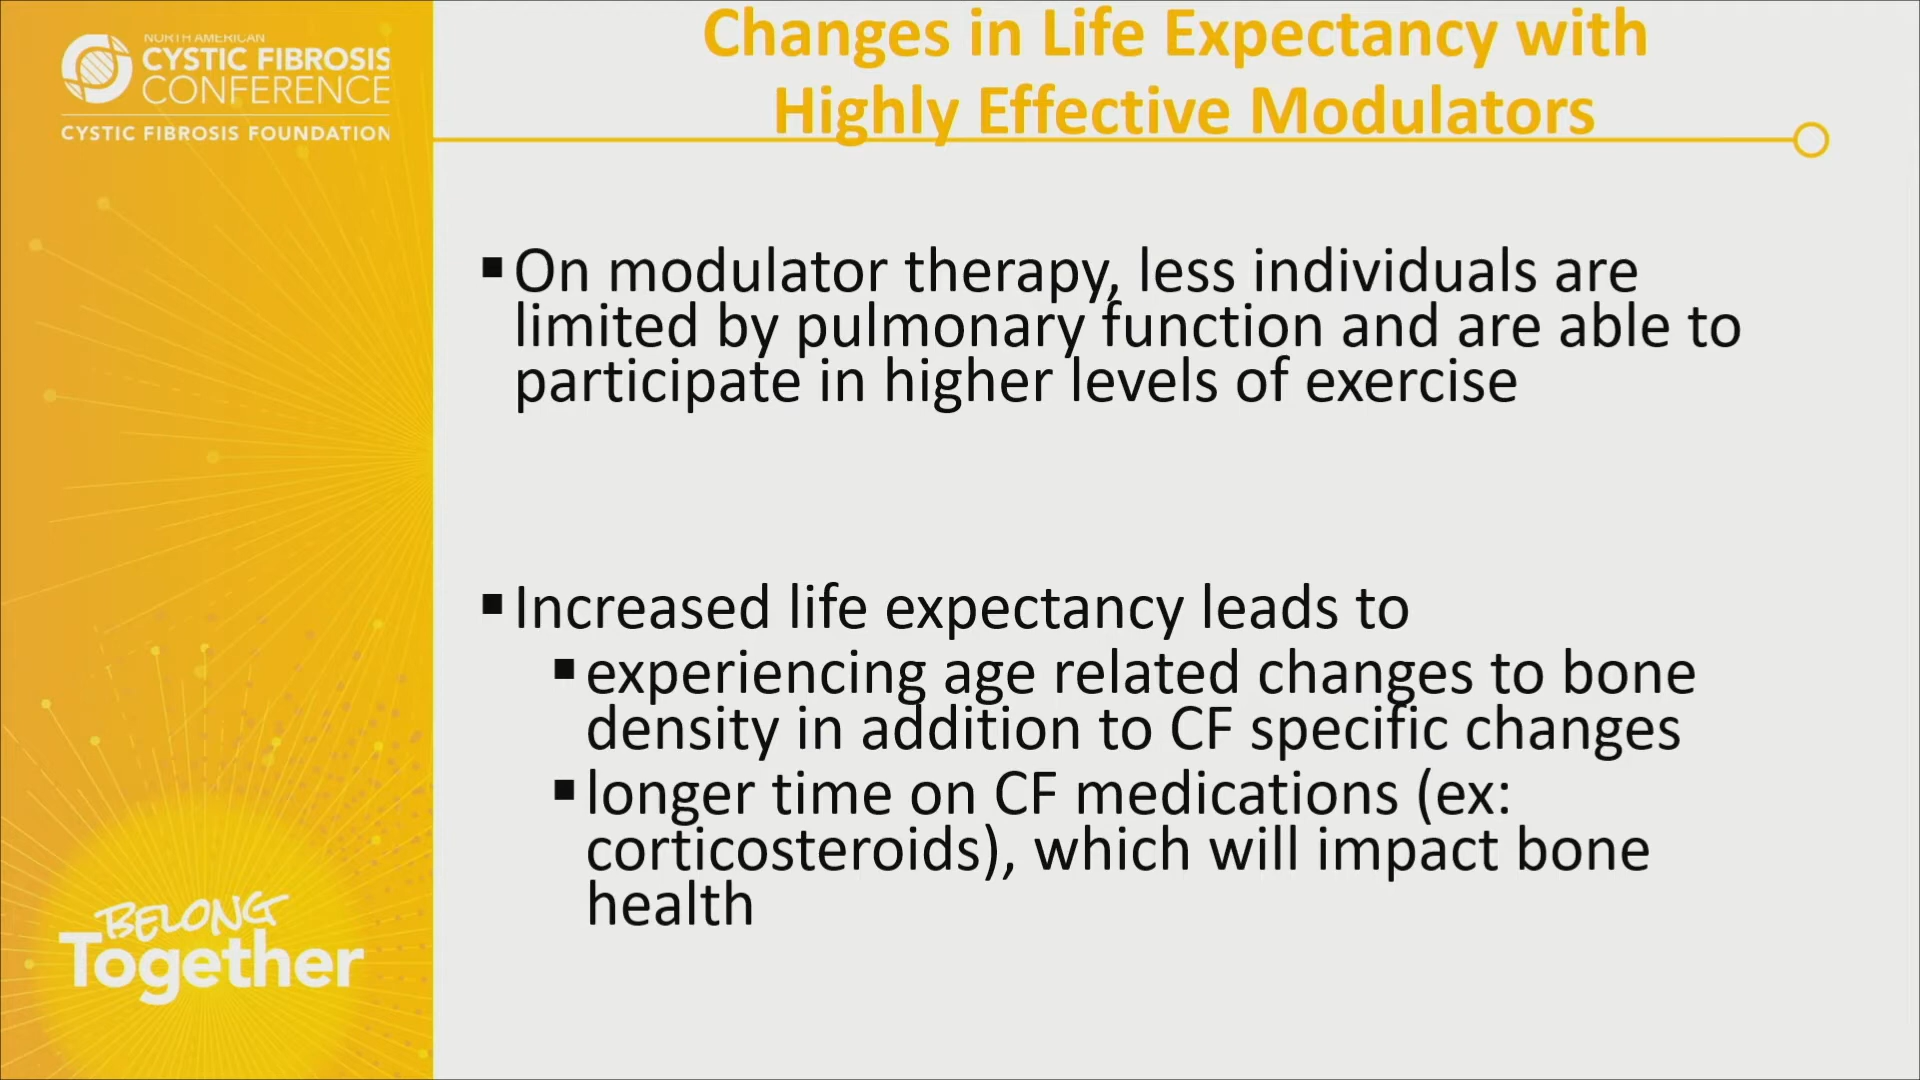 NORTH AMERICAN
CYSTIC FIBROSIS
CONFERENCE
CYSTIC FIBROSIS FOUNDATION
Changes in Life Expectancy with
Highly Effective Modulators
▪On modulator therapy, less individuals are
limited by pulmonary function and are able to
participate in higher levels of exercise
▪Increased life expectancy leads to
▪experiencing age related changes to bone
density in addition to CF specific changes
▪longer time on CF medications (ex:
corticosteroids), which will impact bone
health
BELONG
Together